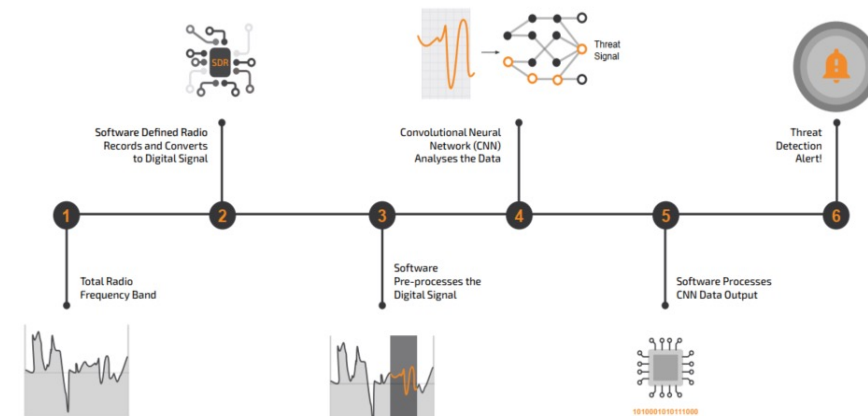 SDR
Threat
Signal
Software Defined Radio
Records and Converts
to Digital Signal
Convolutional Neural
Network (CNN)
Analyses the Data
Threat
Detection
Alert!
1
2
3
4
5
6
Total Radio
Frequency Band
Software
Pre-processes the
Digital Signal
Software Processes
CNN Data Output
1010001010111000